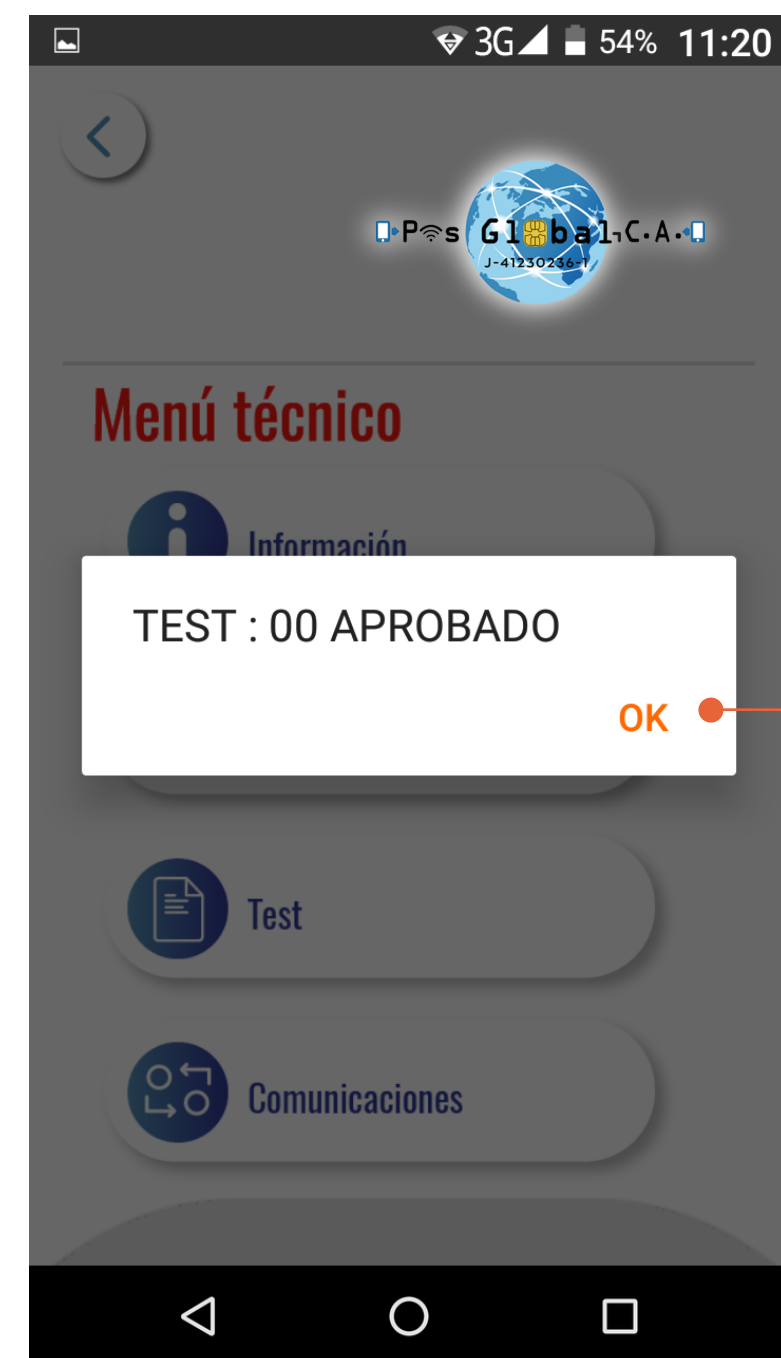 3G 54% 11:20
Pos Global, C.A.
J-41230236-1
Menú técnico
Información
TEST : 00 APROBADO
OK
Test
Comunicaciones